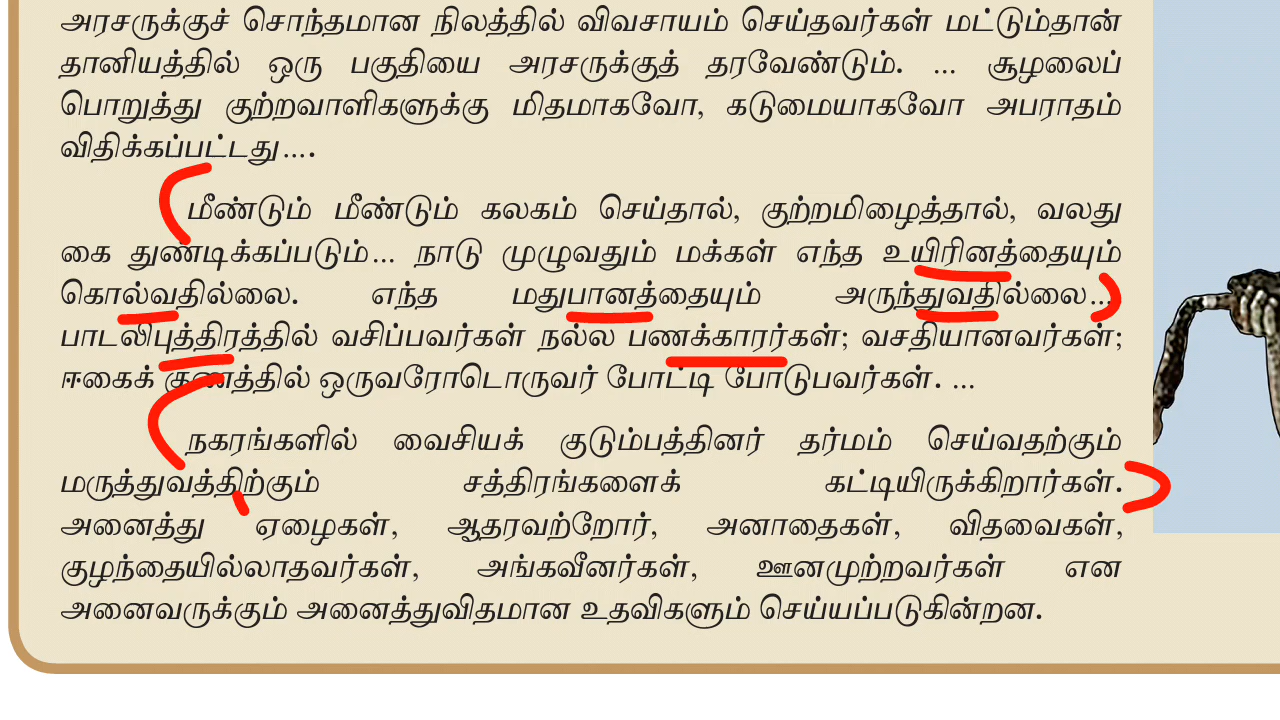 அரசருக்குச் சொந்தமான நிலத்தில் விவசாயம் செய்தவர்கள் மட்டும்தான்
தானியத்தில் ஒரு பகுதியை அரசருக்குத் தரவேண்டும். ... சூழலைப்
பொறுத்து குற்றவாளிகளுக்கு மிதமாகவோ, கடுமையாகவோ அபராதம்
விதிக்கப்பட்டது....
மீண்டும் மீண்டும் கலகம் செய்தால், குற்றமிழைத்தால், வலது
கை துண்டிக்கப்படும்... நாடு முழுவதும் மக்கள் எந்த உயிரினத்தையும்
கொல்வதில்லை. எந்த மதுபானத்தையும் அருந்துவதில்லை...
பாடலிபுத்திரத்தில் வசிப்பவர்கள் நல்ல பணக்காரர்கள்; வசதியானவர்கள்;
ஈகைக் குணத்தில் ஒருவரோடொருவர் போட்டி போடுபவர்கள். ...
நகரங்களில் வைசியக் குடும்பத்தினர் தர்மம் செய்வதற்கும்
மருத்துவத்திற்கும் சத்திரங்களைக் கட்டியிருக்கிறார்கள்.
அனைத்து ஏழைகள், ஆதரவற்றோர், அனாதைகள், விதவைகள்,
குழந்தையில்லாதவர்கள், அங்கவீனர்கள், ஊனமுற்றவர்கள் என
அனைவருக்கும் அனைத்துவிதமான உதவிகளும் செய்யப்படுகின்றன.